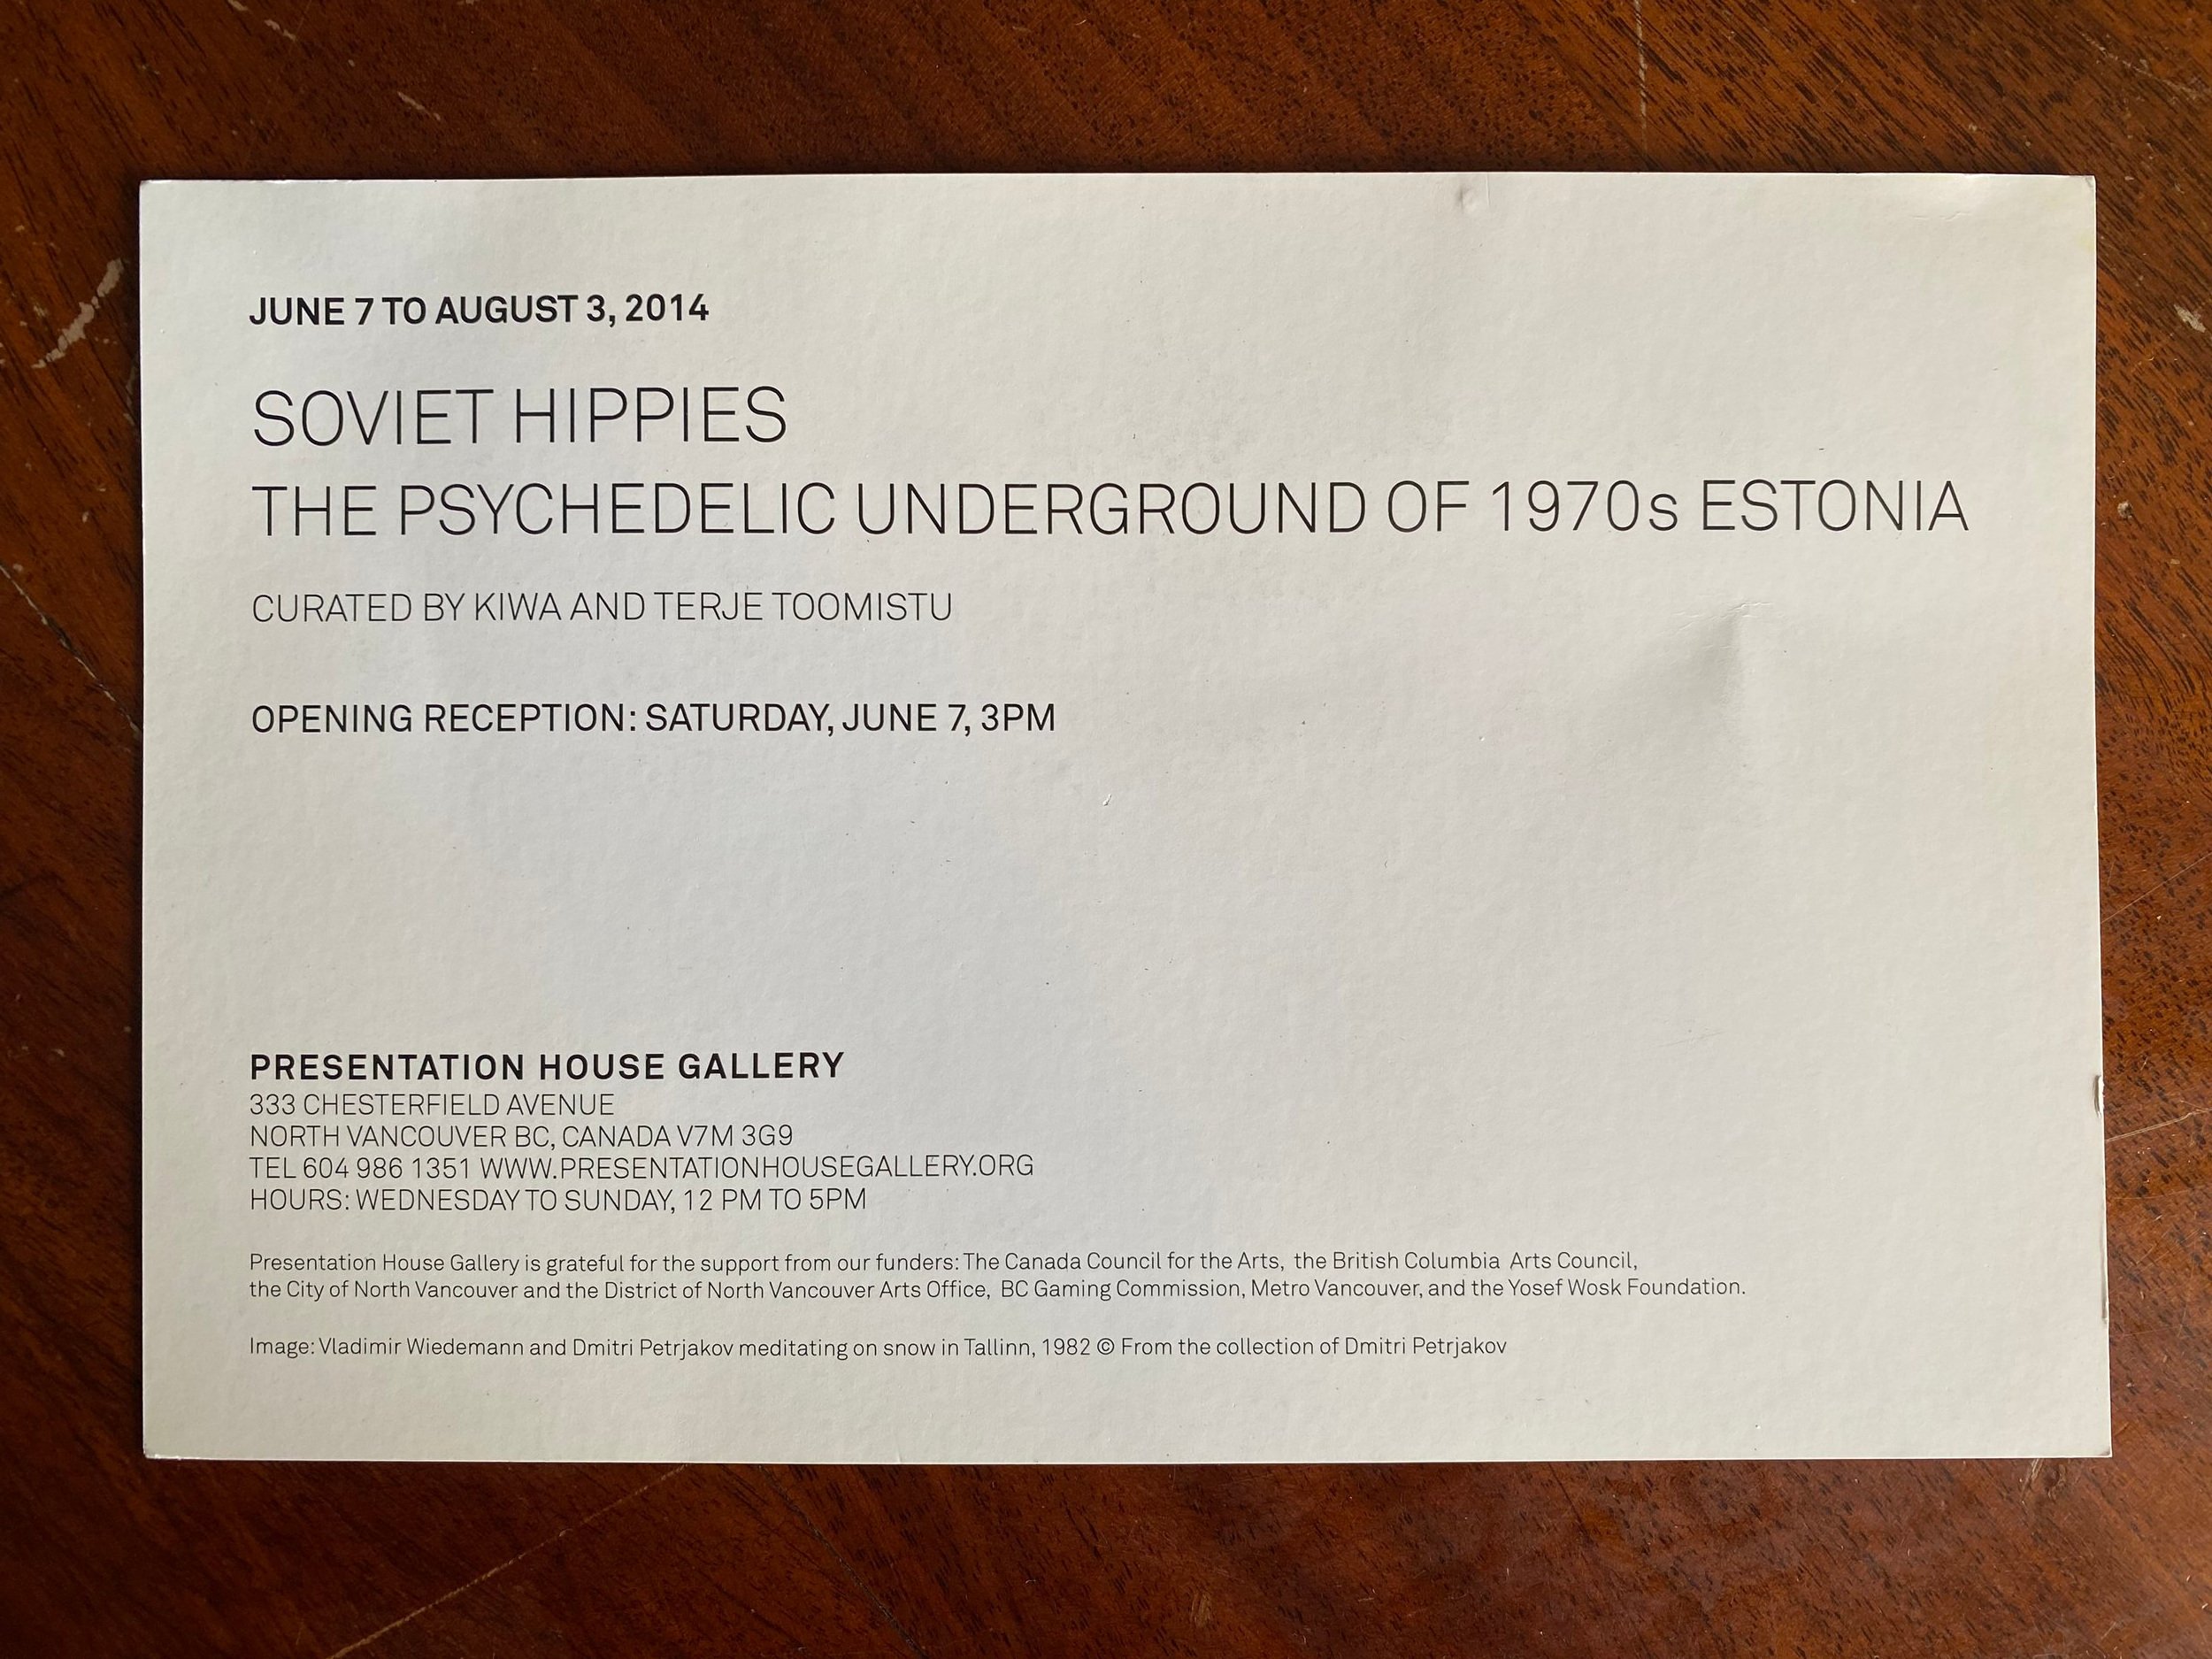 JUNE 7 TO AUGUST 3, 2014
SOVIET HIPPIES
THE PSYCHEDELIC UNDERGROUND OF 1970s ESTONIA
CURATED BY KIWA AND TERJE TOOMISTU
OPENING RECEPTION: SATURDAY, JUNE 7, 3PM
PRESENTATION HOUSE GALLERY
333 CHESTERFIELD AVENUE
NORTH VANCOUVER BC, CANADA V7M 3G9
TEL 604 986 1351 WWW.PRESENTATIONHOUSEGALLERY.ORG
HOURS: WEDNESDAY TO SUNDAY, 12 PM TO 5PM
Presentation House Gallery is grateful for the support from our funders: The Canada Council for the Arts, the British Columbia Arts Council,
the City of North Vancouver and the District of North Vancouver Arts Office, BC Gaming Commission, Metro Vancouver, and the Yosef Wosk Foundation.
Image: Vladimir Wiedemann and Dmitri Petrjakov meditating on snow in Tallinn, 1982 © From the collection of Dmitri Petrjakov